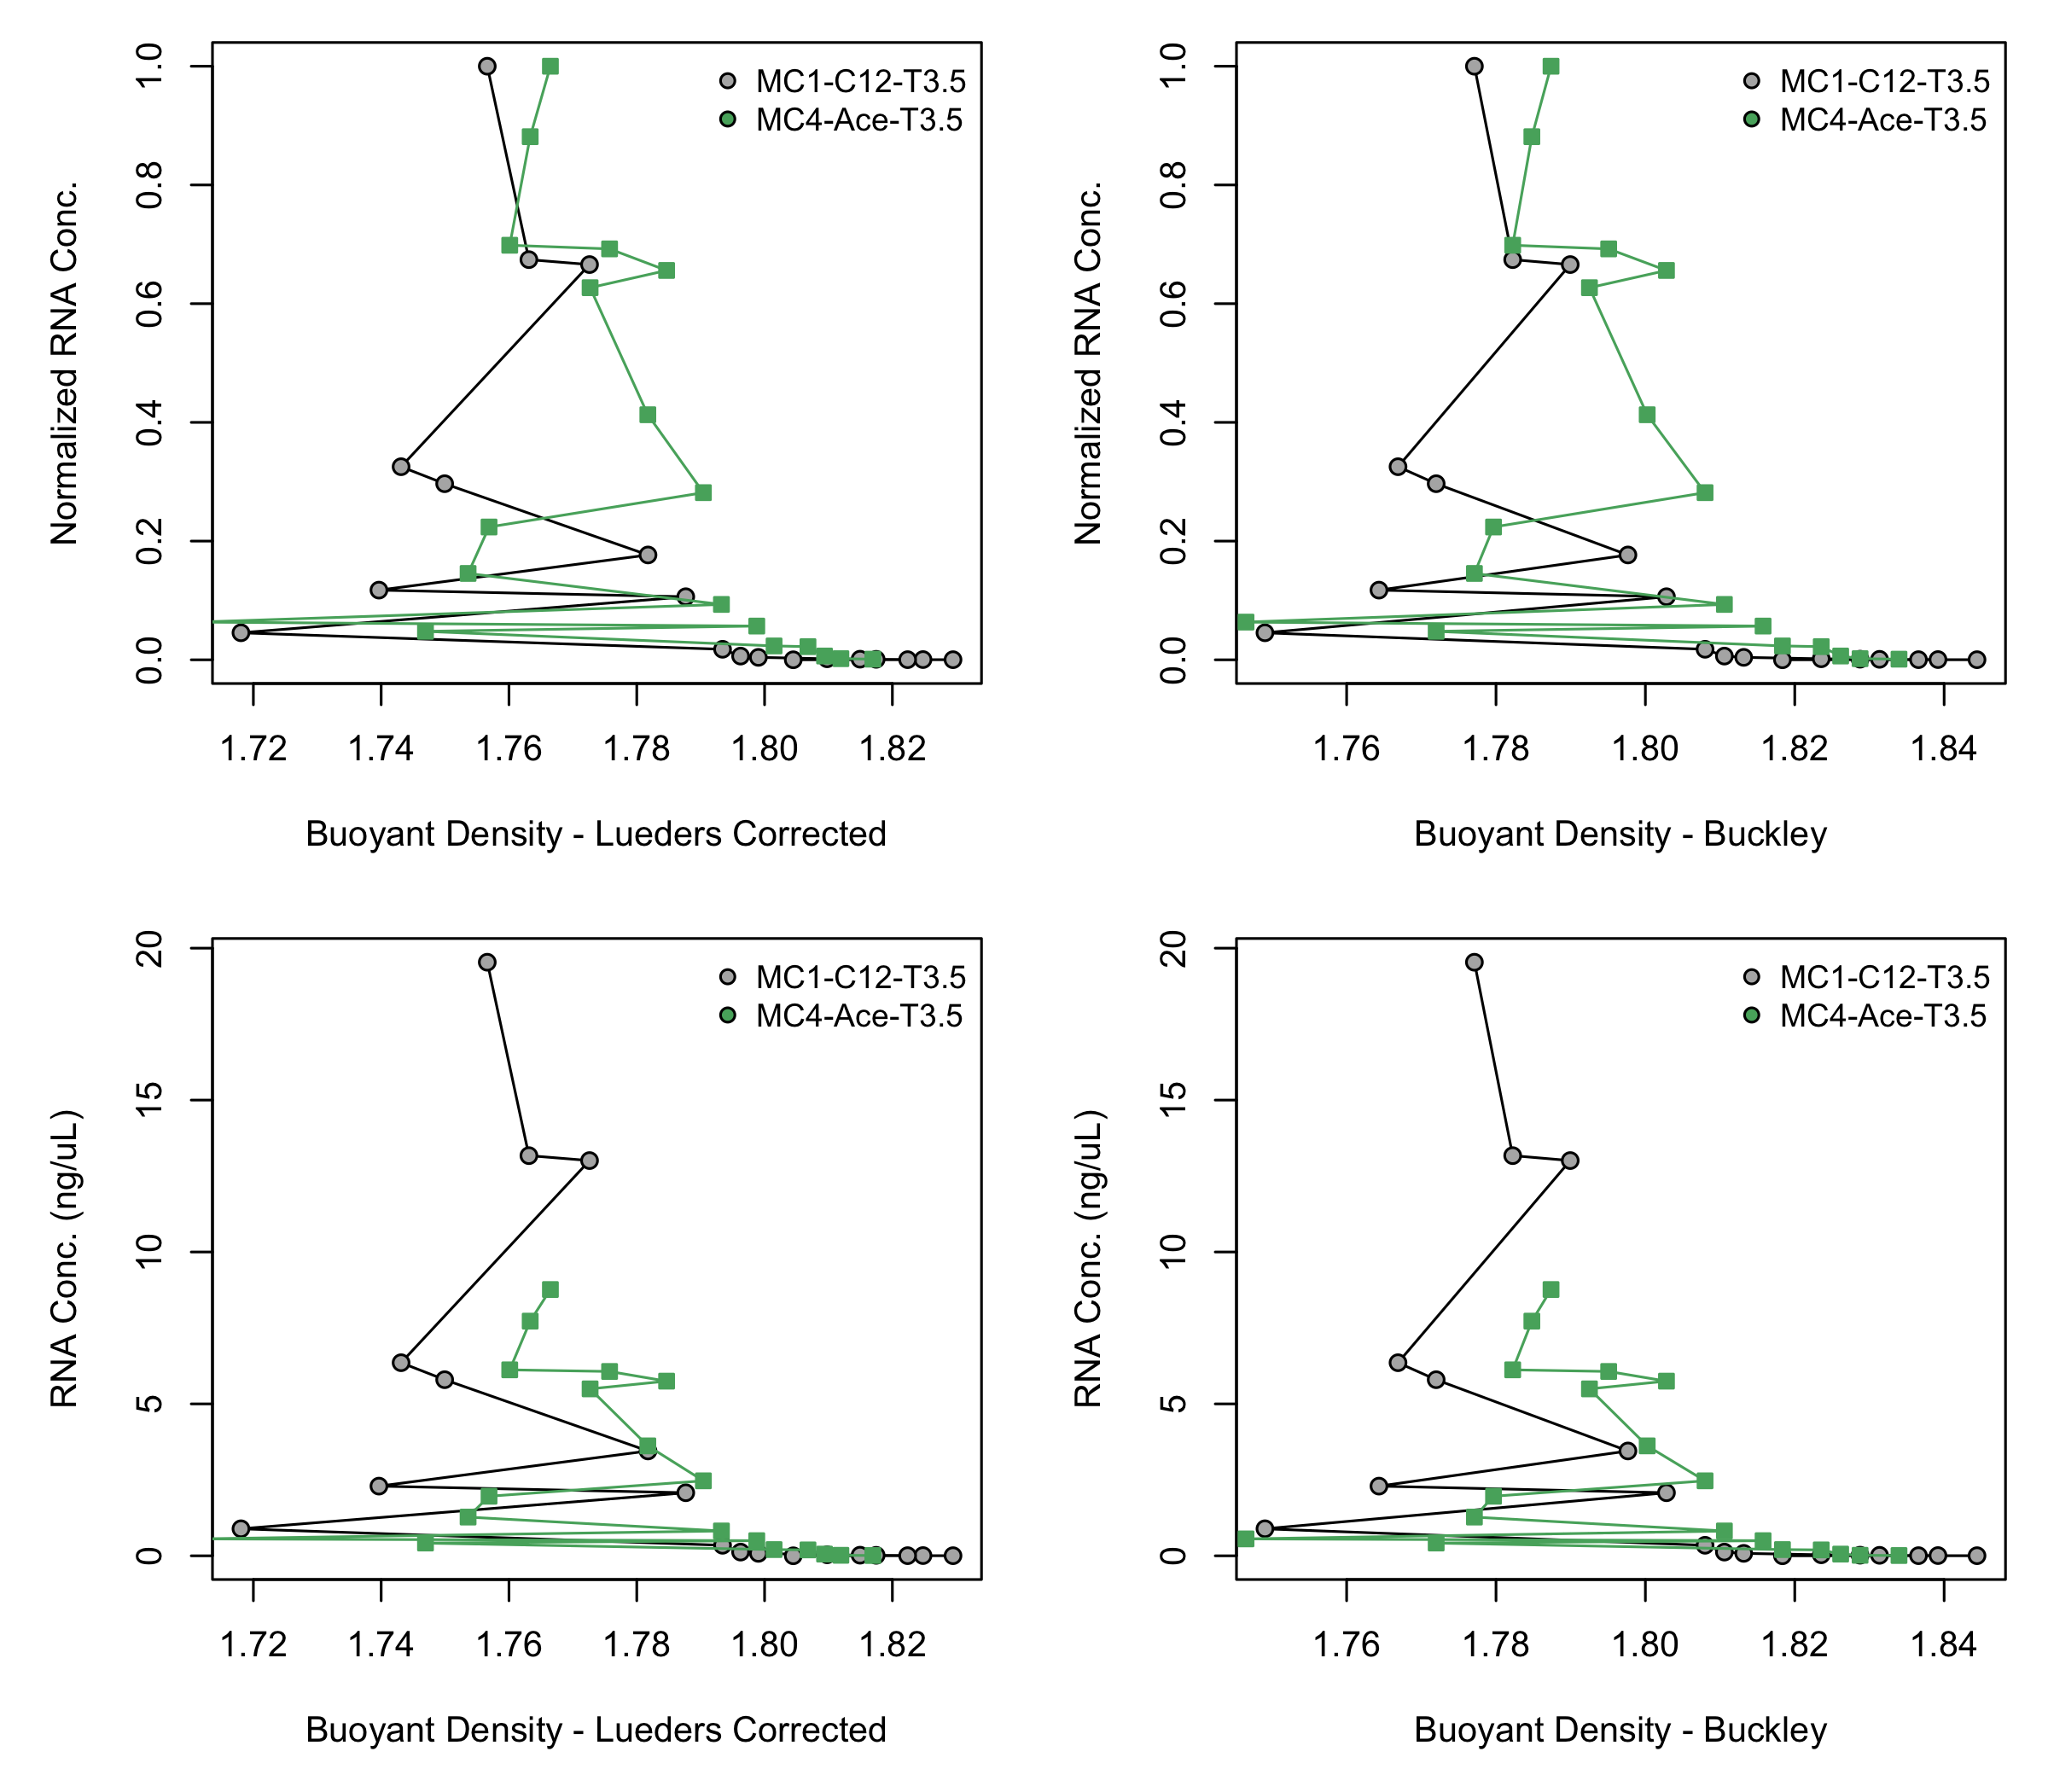 Normalized RNA Conc.
1.0
0.8
0.6
0.4
0.2
0.0
MC1-C12-T3.5
MC4-Ace-T3.5
1.72 1.74 1.76 1.78 1.80 1.82
Buoyant Density - Lueders Corrected
Normalized RNA Conc.
1.0
0.8
0.6
0.4
0.2
0.0
MC1-C12-T3.5
MC4-Ace-T3.5
1.76 1.78 1.80 1.82 1.84
Buoyant Density - Buckley
RNA Conc. (ng/uL)
20
15
10
5
0
MC1-C12-T3.5
MC4-Ace-T3.5
1.72 1.74 1.76 1.78 1.80 1.82
Buoyant Density - Lueders Corrected
RNA Conc. (ng/uL)
20
15
10
5
0
MC1-C12-T3.5
MC4-Ace-T3.5
1.76 1.78 1.80 1.82 1.84
Buoyant Density - Buckley